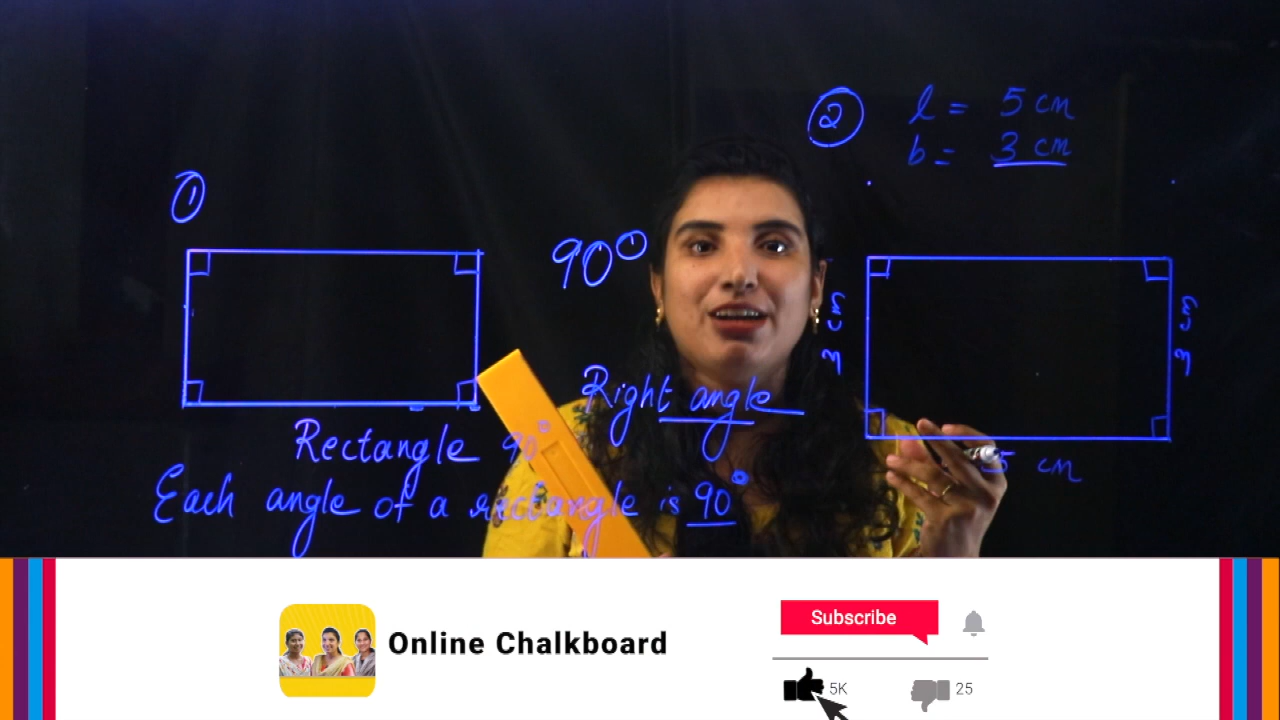 ①
90°
Right angle
Rectangle 90°
Each angle of a rectangle is 90°
② l = 5 cm
b = 3 cm
3 cm
3 cm
5 cm
Online Chalkboard
Subscribe
5K
25